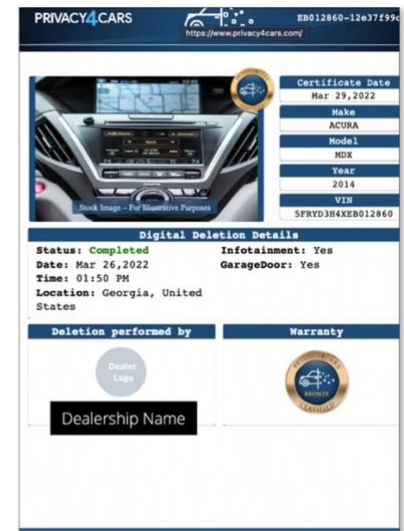 PRIVACY4CARS
https://www.privacy4cars.com/
EB012860-12e37f99c
Certificate Date
Mar 29,2022
Make
ACURA
Model
MDX
Year
2014
VIN
5FRYD3H4XEB012860
Stock Image - For Illustrative Purposes
Digital Deletion Details
Status: Completed
Date: Mar 26,2022
Time: 01:50 PM
Location: Georgia, United
States
Infotainment: Yes
GarageDoor: Yes
Deletion performed by
Dealer
Logo
Dealership Name
Warranty
PRIVACY4CARS
BRONZE
CERTIFIED